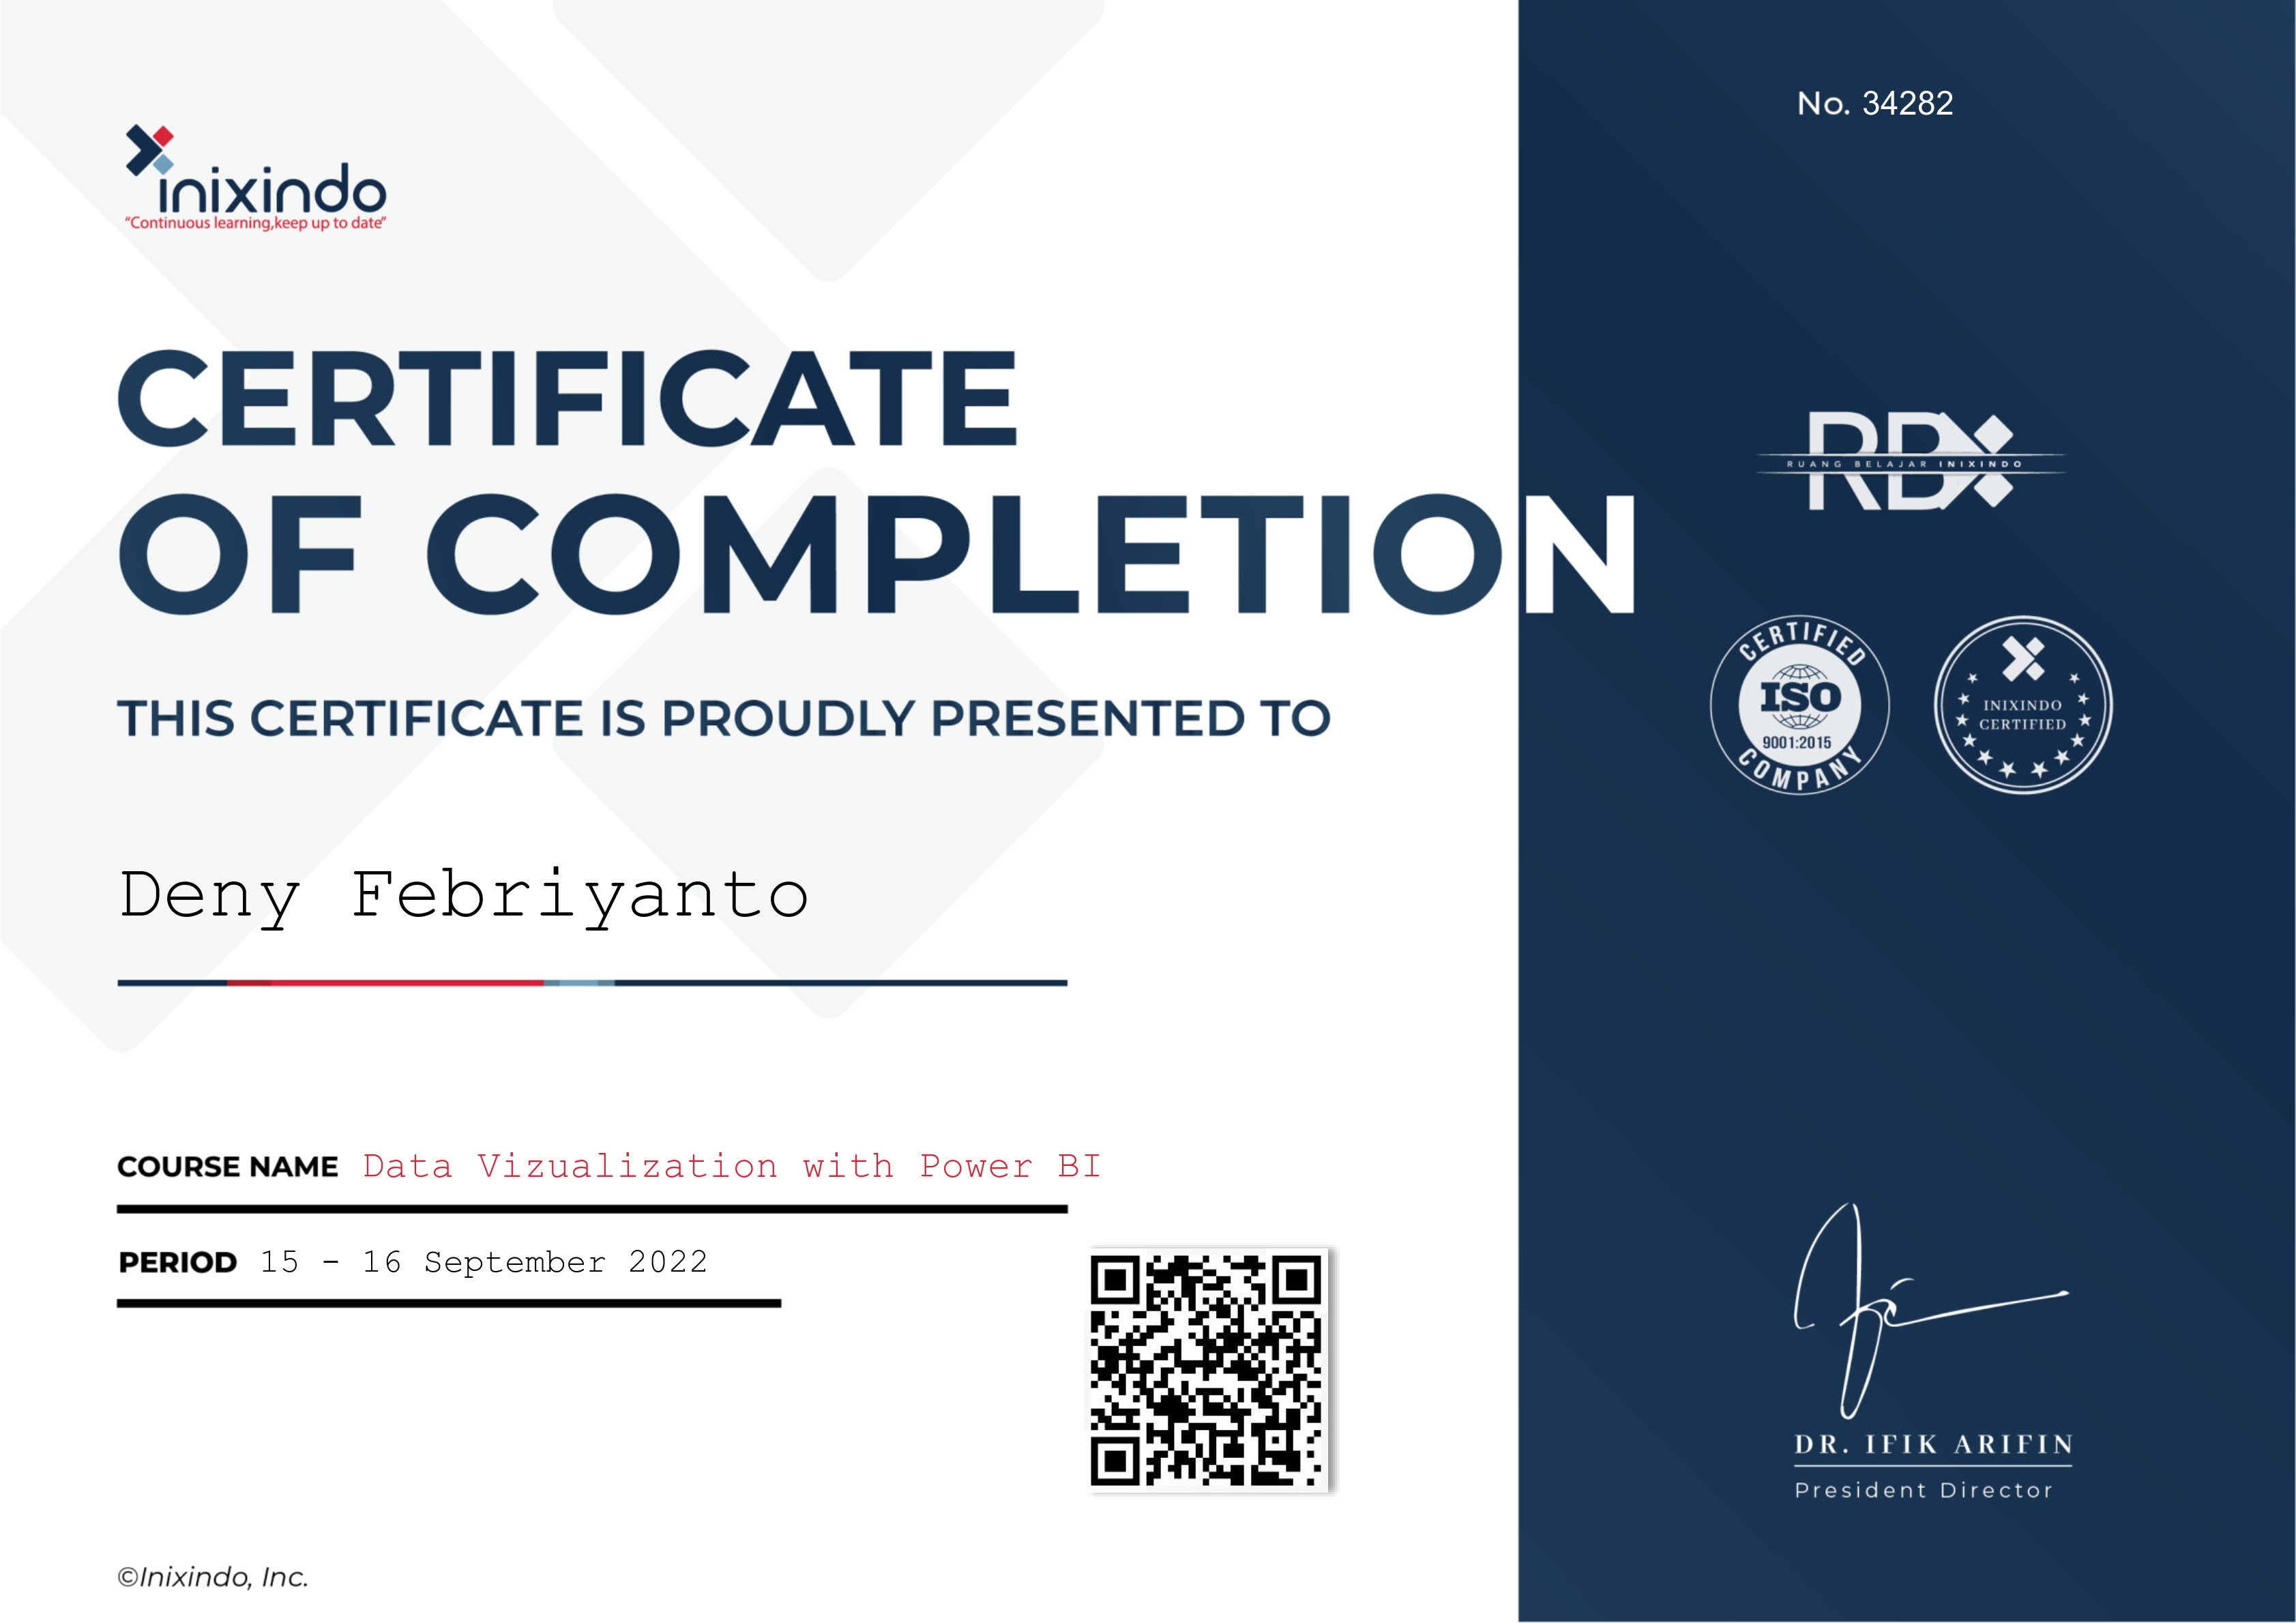 No. 34282
inixindo
"Continuous learning,keep up to date"
CERTIFICATE
OF COMPLETION
RBX
RUANG BELAJAR INIXINDO
THIS CERTIFICATE IS PROUDLY PRESENTED TO
CERTIFIED
ISO
9001:2015
COMPANY
INIXINDO
CERTIFIED
Deny Febriyanto
COURSE NAME Data Vizualization with Power BI
PERIOD 15 - 16 September 2022
DR. IFIK ARIFIN
President Director
©Inixindo, Inc.